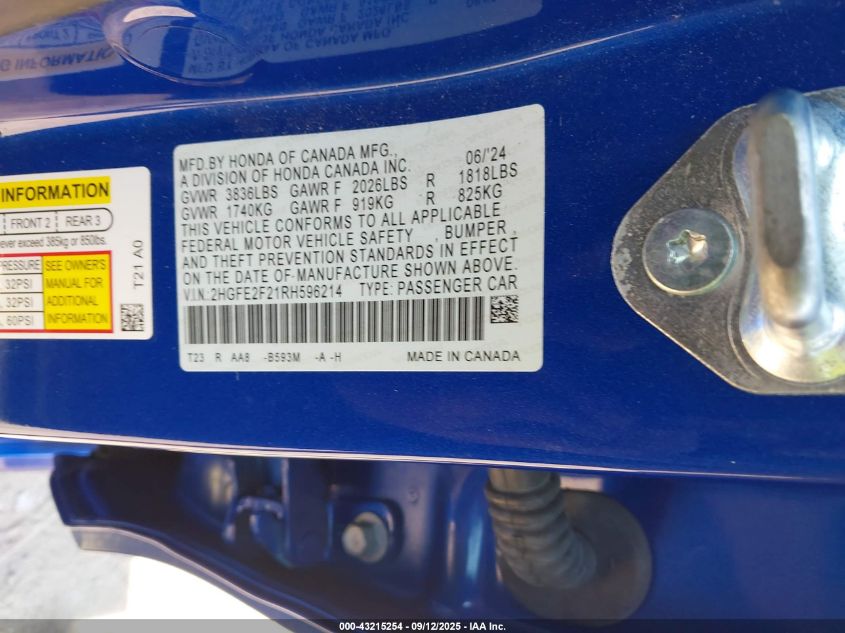 MFD.BY HONDA OF CANADA MFG., 06/'24
A DIVISION OF HONDA CANADA INC.
GVWR 3836LBS GAWR F 2026LBS R 1818LBS
GVWR 1740KG GAWR F 919KG R 825KG
THIS VEHICLE CONFORMS TO ALL APPLICABLE
FEDERAL MOTOR VEHICLE SAFETY , BUMPER ,
AND THEFT PREVENTION STANDARDS IN EFFECT
ON THE DATE OF MANUFACTURE SHOWN ABOVE.
V.I.N.: 2HGFE2F21RH596214 TYPE: PASSENGER CAR
T23 R AA8 -B593M -A -H MADE IN CANADA
INFORMATION
FRONT 2 REAR 3
exceed 385kg or 850lbs.
SEE OWNER'S
32PSI MANUAL FOR
32PSI ADDITIONAL
60PSI INFORMATION
T21 A0
000-43215254 - 09/12/2025 - IAA Inc.